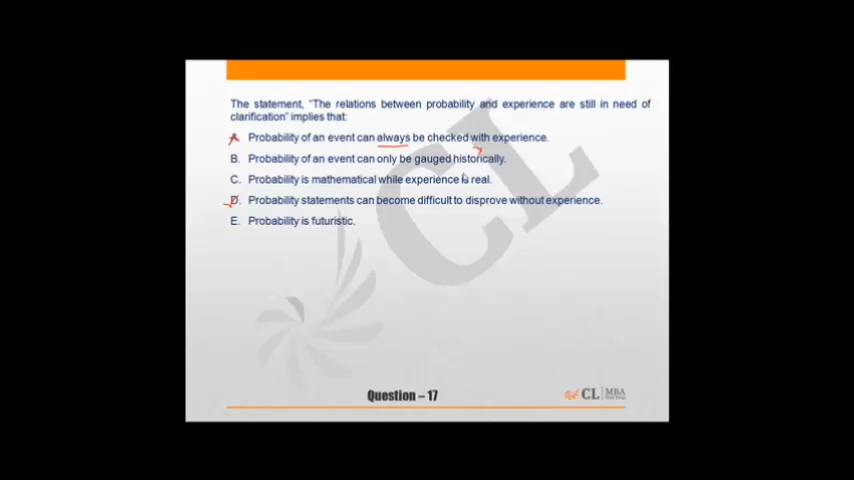 The statement, "The relations between probability and experience are still in need of
clarification" implies that:
A. Probability of an event can always be checked with experience.
B. Probability of an event can only be gauged historically.
C. Probability is mathematical while experience is real.
D. Probability statements can become difficult to disprove without experience.
E. Probability is futuristic.
CL
Question – 17
CL MBA